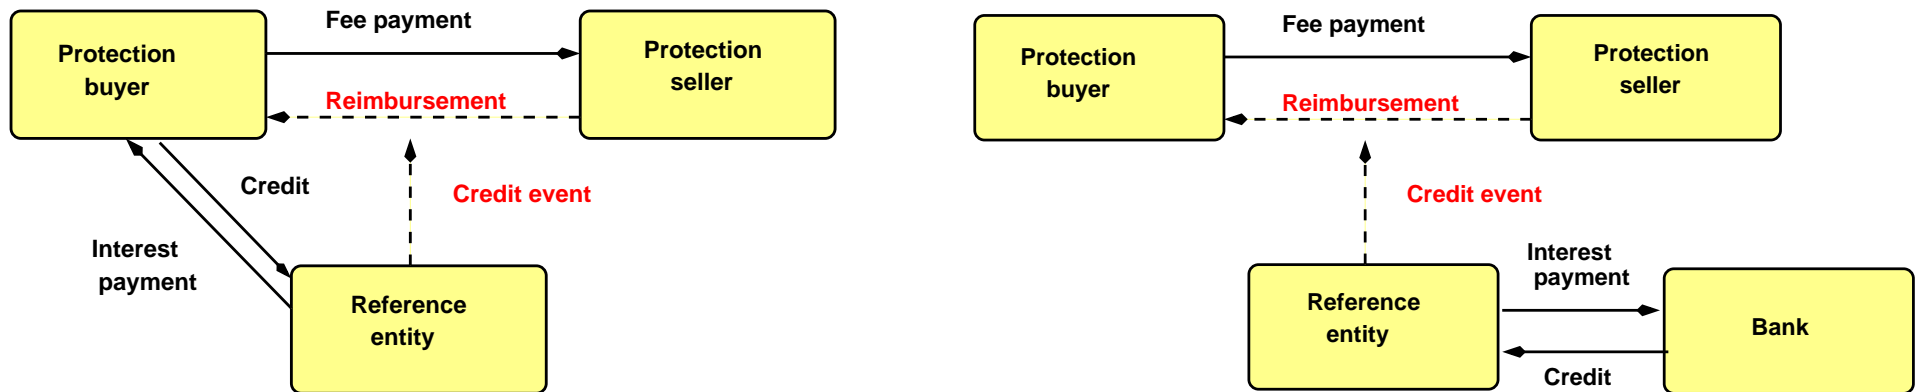 Fee payment
Protection
buyer
Protection
seller
Reimbursement
Credit
Credit event
Interest
payment
Reference
entity
Fee payment
Protection
buyer
Protection
seller
Reimbursement
Credit event
Interest
payment
Reference
entity
Bank
Credit